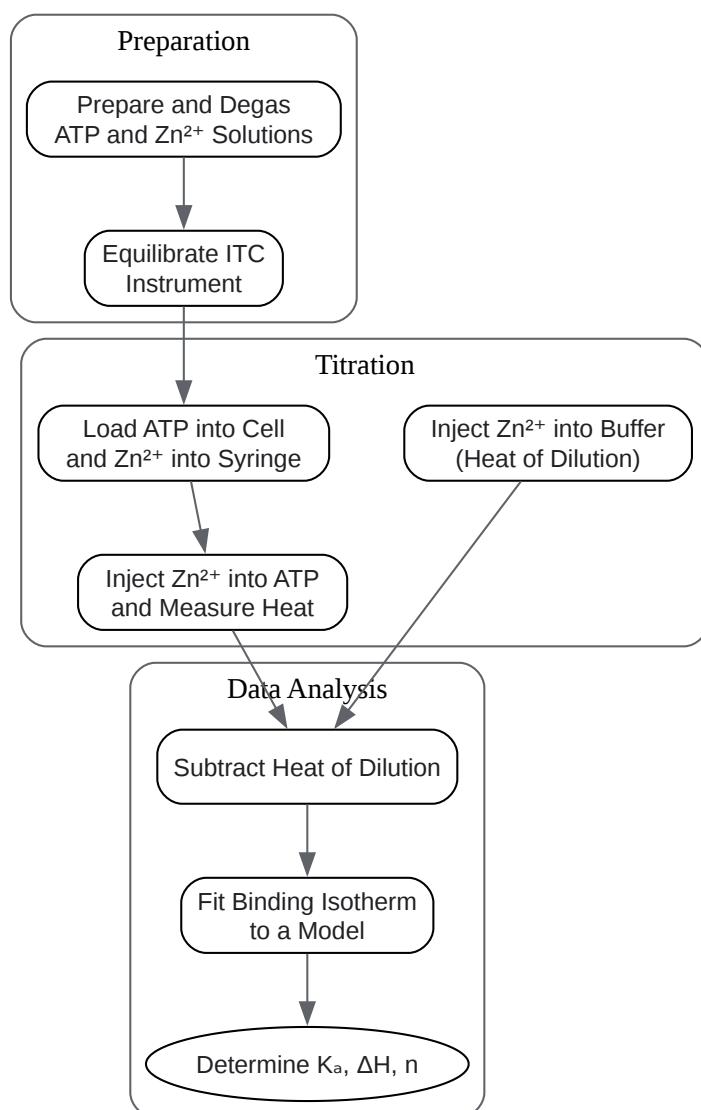 Preparation
Prepare and Degas
ATP and Zn²⁺ Solutions
Equilibrate ITC
Instrument
Titration
Load ATP into Cell
and Zn²⁺ into Syringe
Inject Zn²⁺ into Buffer
(Heat of Dilution)
Inject Zn²⁺ into ATP
and Measure Heat
Data Analysis
Subtract Heat of Dilution
Fit Binding Isotherm
to a Model
Determine Kₐ, ΔH, n